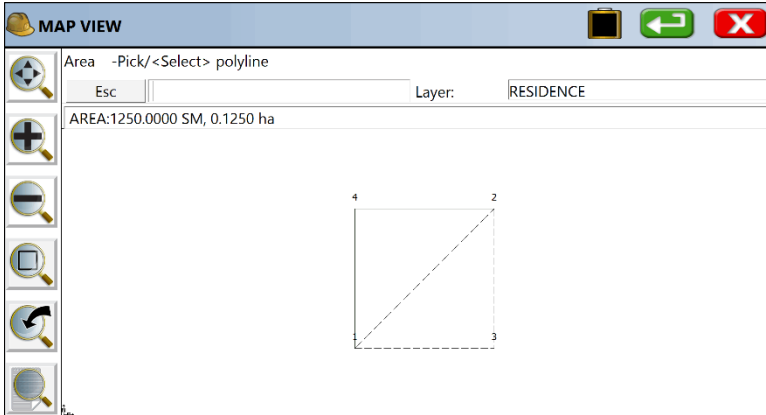 MAP VIEW
Area -Pick/<Select> polyline
Esc Layer: RESIDENCE
AREA:1250.0000 SM, 0.1250 ha
4 2
1 3